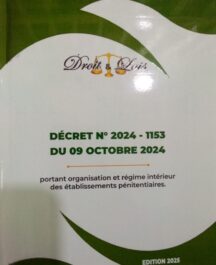 Droit & Lois
DÉCRET N° 2024 - 1153
DU 09 OCTOBRE 2024
portant organisation et régime intérieur
des établissements pénitentiaires.
EDITION 2025